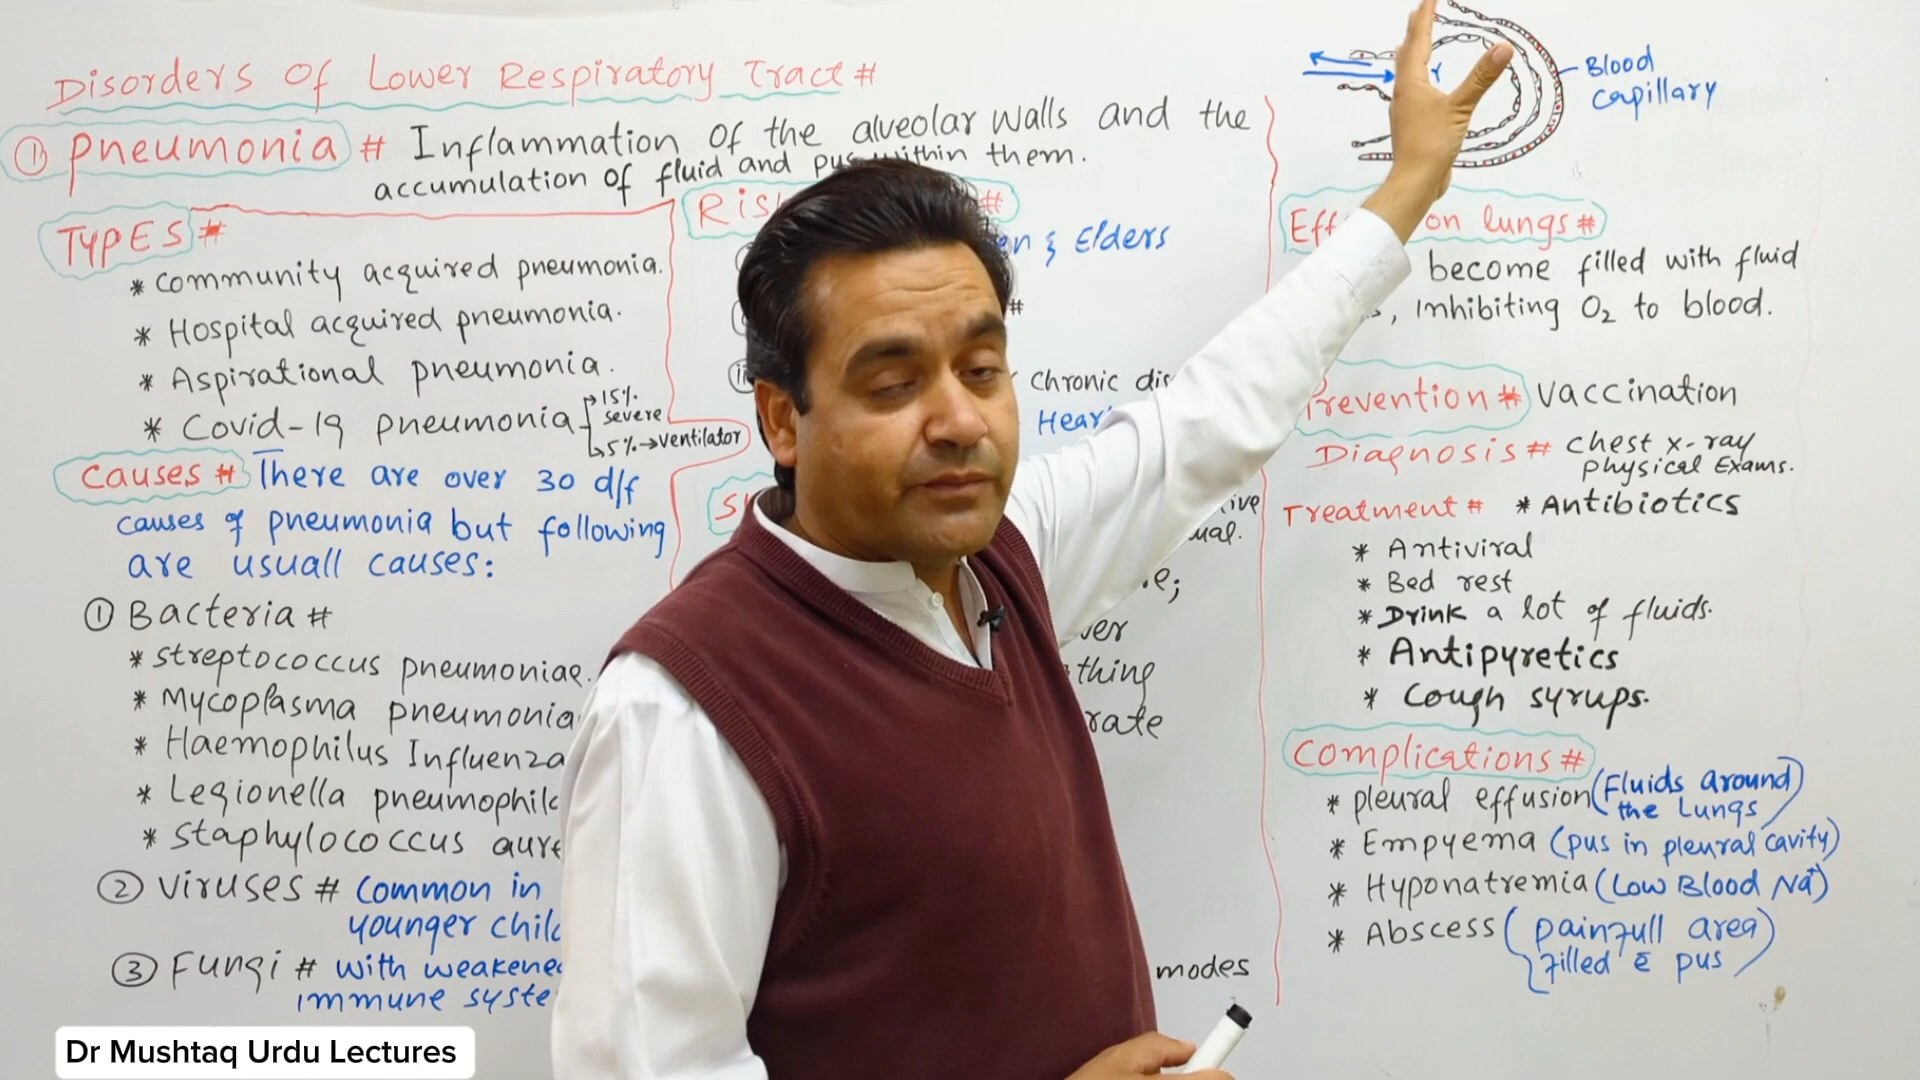 Disorders Of Lower Respiratory Tract #
① Pneumonia # Inflammation Of the alveolar walls and the
accumulation of fluid and pus within them.
TYPES #
* Community acquired pneumonia.
* Hospital acquired pneumonia.
* Aspirational pneumonia.
* Covid-19 pneumonia → 15% severe
→ 5% → ventilator
Causes # There are over 30 d/f
causes of pneumonia but following
are usuall causes:
① Bacteria #
* Streptococcus pneumoniae.
* Mycoplasma pneumonia
* Haemophilus Influenza
* Legionella
* Staphylococcus
② Viruses # Common in
younger
③ Fungi # with
immune
#
& Elders
#
Chronic
modes
Blood
capillary
on lungs #
become filled with fluid
, inhibiting O2 to blood.
Prevention # Vaccination
Diagnosis # chest x-ray
physical Exams.
Treatment # * Antibiotics
* Antiviral
* Bed rest
* Drink a lot of fluids.
* Antipyretics
* Cough syrups.
Complications #
* pleural effusion (Fluids around
the Lungs)
* Empyema (pus in pleural cavity)
* Hyponatremia (Low Blood Na+)
* Abscess (painfull area
filled c̄ pus)
Dr Mushtaq Urdu Lectures